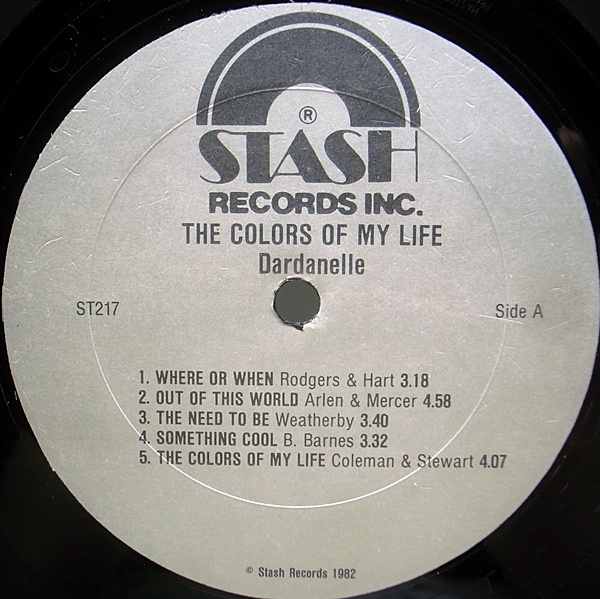 ®
STASH
RECORDS INC.
THE COLORS OF MY LIFE
Dardanelle
ST217
Side A
1. WHERE OR WHEN Rodgers & Hart 3.18
2. OUT OF THIS WORLD Arlen & Mercer 4.58
3. THE NEED TO BE Weatherby 3.40
4. SOMETHING COOL B. Barnes 3.32
5. THE COLORS OF MY LIFE Coleman & Stewart 4.07
© Stash Records 1982